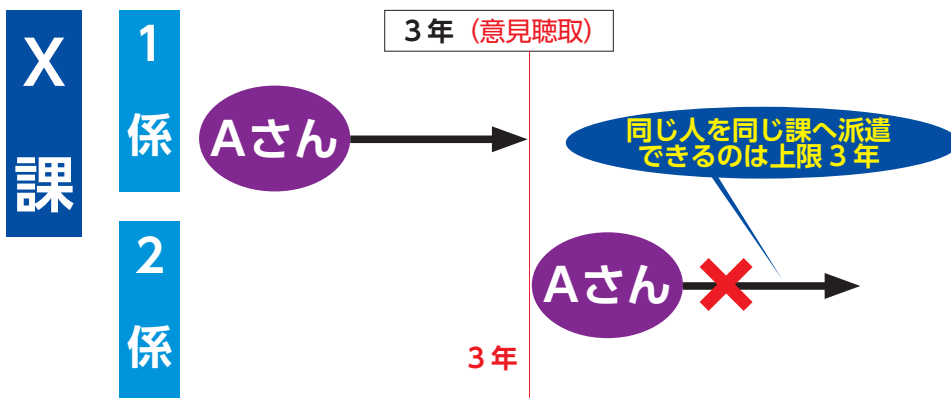 X課
1係
2係
3年（意見聴取）
Aさん
同じ人を同じ課へ派遣
できるのは上限3年
Aさん
3年